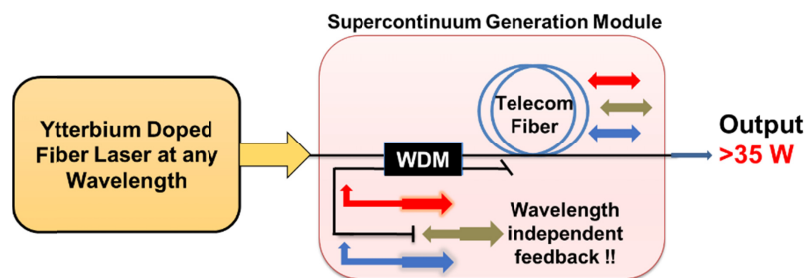 Supercontinuum Generation Module
Ytterbium Doped
Fiber Laser at any
Wavelength
Telecom
Fiber
WDM
Output
>35 W
Wavelength
independent
feedback !!